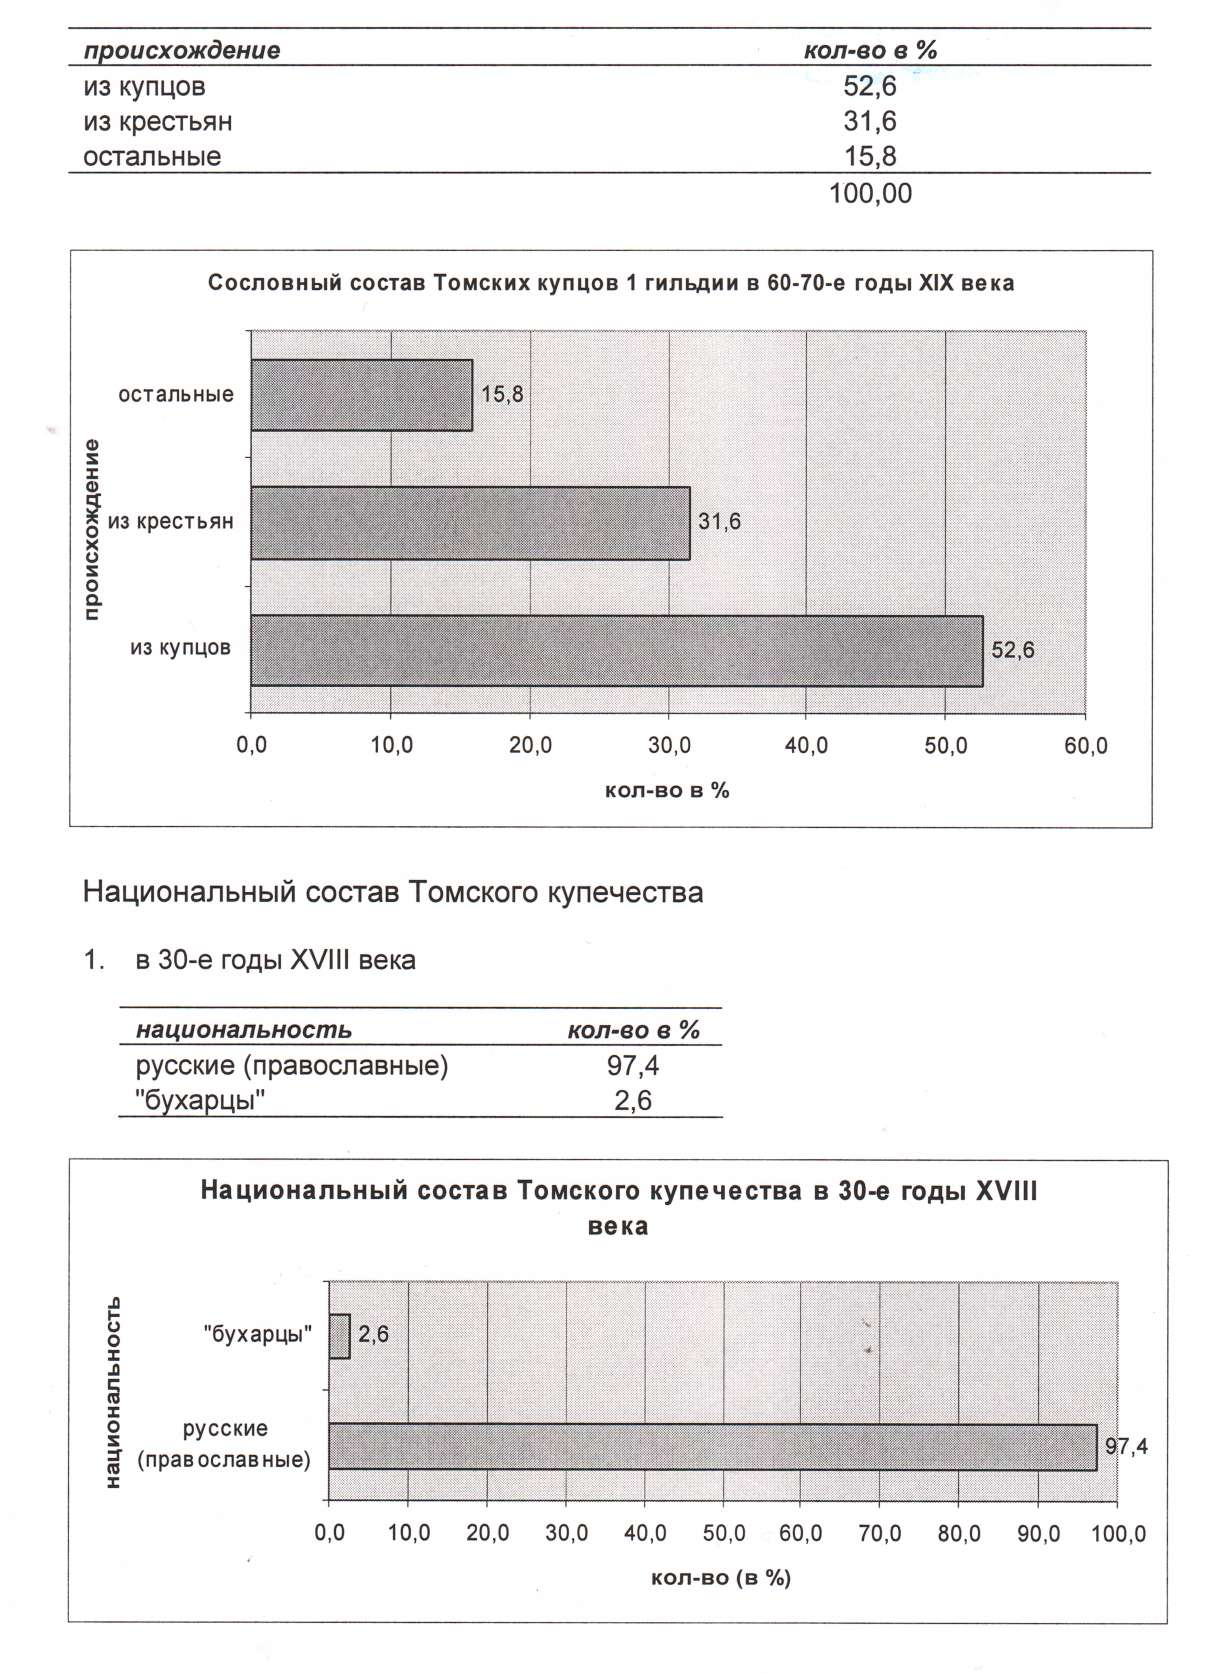 происхождение кол-во в %
из купцов 52,6
из крестьян 31,6
остальные 15,8
100,00
Сословный состав Томских купцов 1 гильдии в 60-70-е годы XIX века
остальные 15,8
из крестьян 31,6
из купцов 52,6
происхождение
0,0 10,0 20,0 30,0 40,0 50,0 60,0
кол-во в %
Национальный состав Томского купечества
1. в 30-е годы XVIII века
национальность кол-во в %
русские (православные) 97,4
"бухарцы" 2,6
Национальный состав Томского купечества в 30-е годы XVIII
века
"бухарцы" 2,6
русские
(православные) 97,4
национальность
0,0 10,0 20,0 30,0 40,0 50,0 60,0 70,0 80,0 90,0 100,0
кол-во (в %)